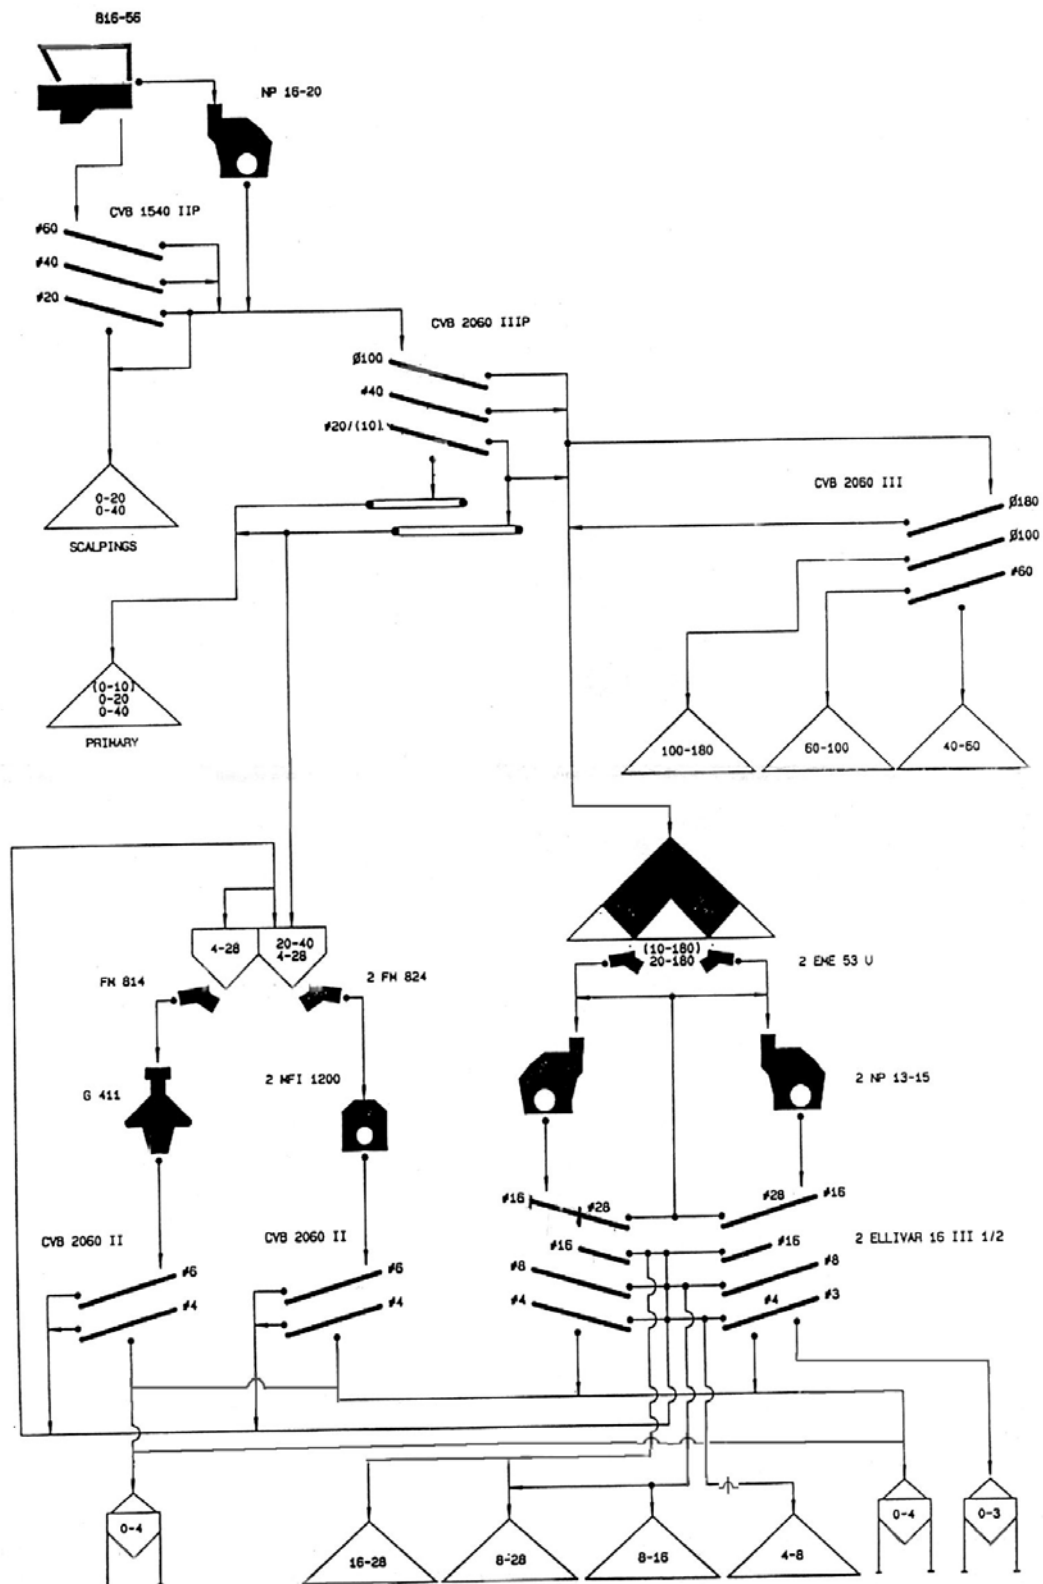 816-56
NP 16-20
CVB 1540 IIP
#60
#40
#20
CVB 2060 IIIP
Ø100
#40
#20/(10)
0-20
0-40
SCALPINGS
CVB 2060 III
Ø180
Ø100
#60
(0-10)
0-20
0-40
PRIMARY
100-180
60-100
40-60
4-28
20-40
4-28
(10-180)
20-180
2 EME 53 U
FM 814
2 FM 824
G 411
2 MFI 1200
2 NP 13-15
#16
#28
#28
#16
CVB 2060 II
CVB 2060 II
#16
#16
2 ELLIVAR 16 III 1/2
#6
#6
#8
#8
#4
#4
#4
#4
#3
0-4
0-4
0-3
16-28
8-28
8-16
4-8